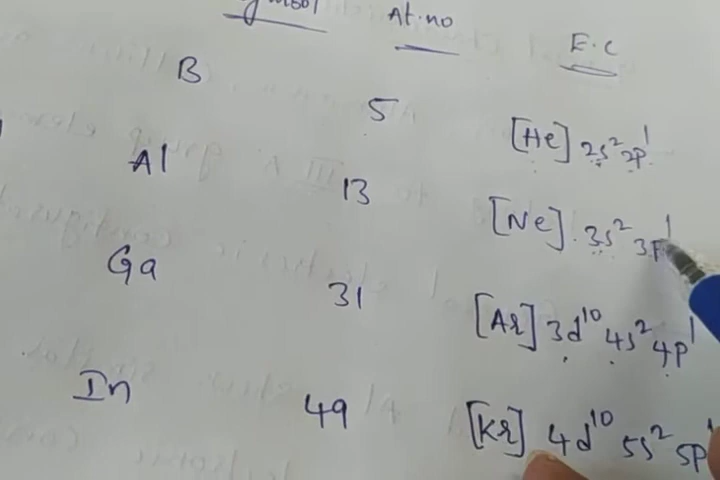 Symbol At.no E.C
B 5 [He] 2s² 2p¹
Al 13 [Ne] 3s² 3p¹
Ga 31 [Ar] 3d¹⁰ 4s² 4p¹
In 49 [Kr] 4d¹⁰ 5s² 5p¹